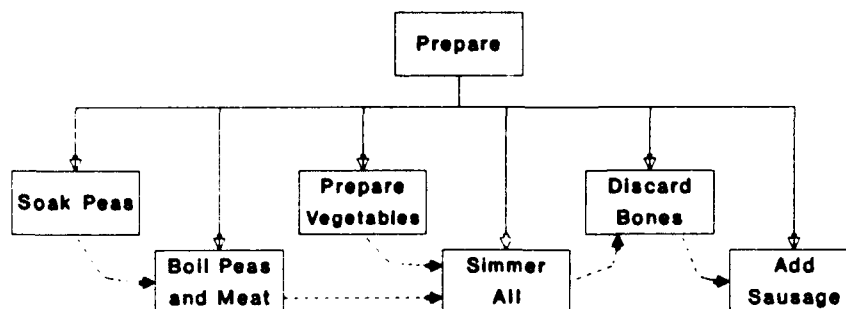 Prepare
Soak Peas
Prepare
Vegetables
Discard
Bones
Boil Peas
and Meat
Simmer
All
Add
Sausage